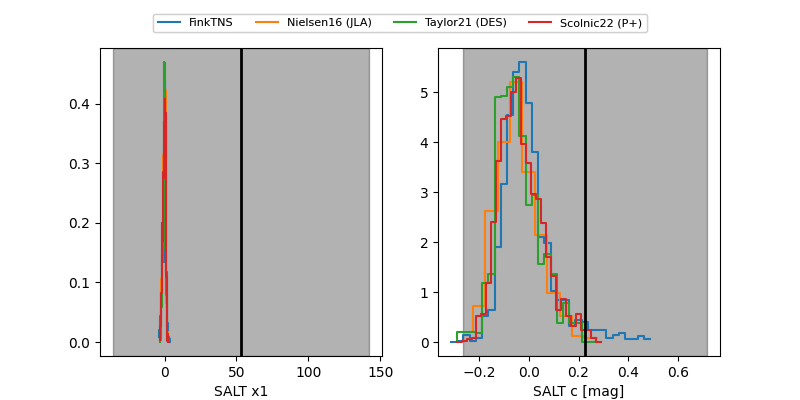 FinkTNS Nielsen16 (JLA) Taylor21 (DES) Scolnic22 (P+)
0.4
0.3
0.2
0.1
0.0
0 50 100 150
SALT x1
5
4
3
2
1
0
−0.2 0.0 0.2 0.4 0.6
SALT c [mag]